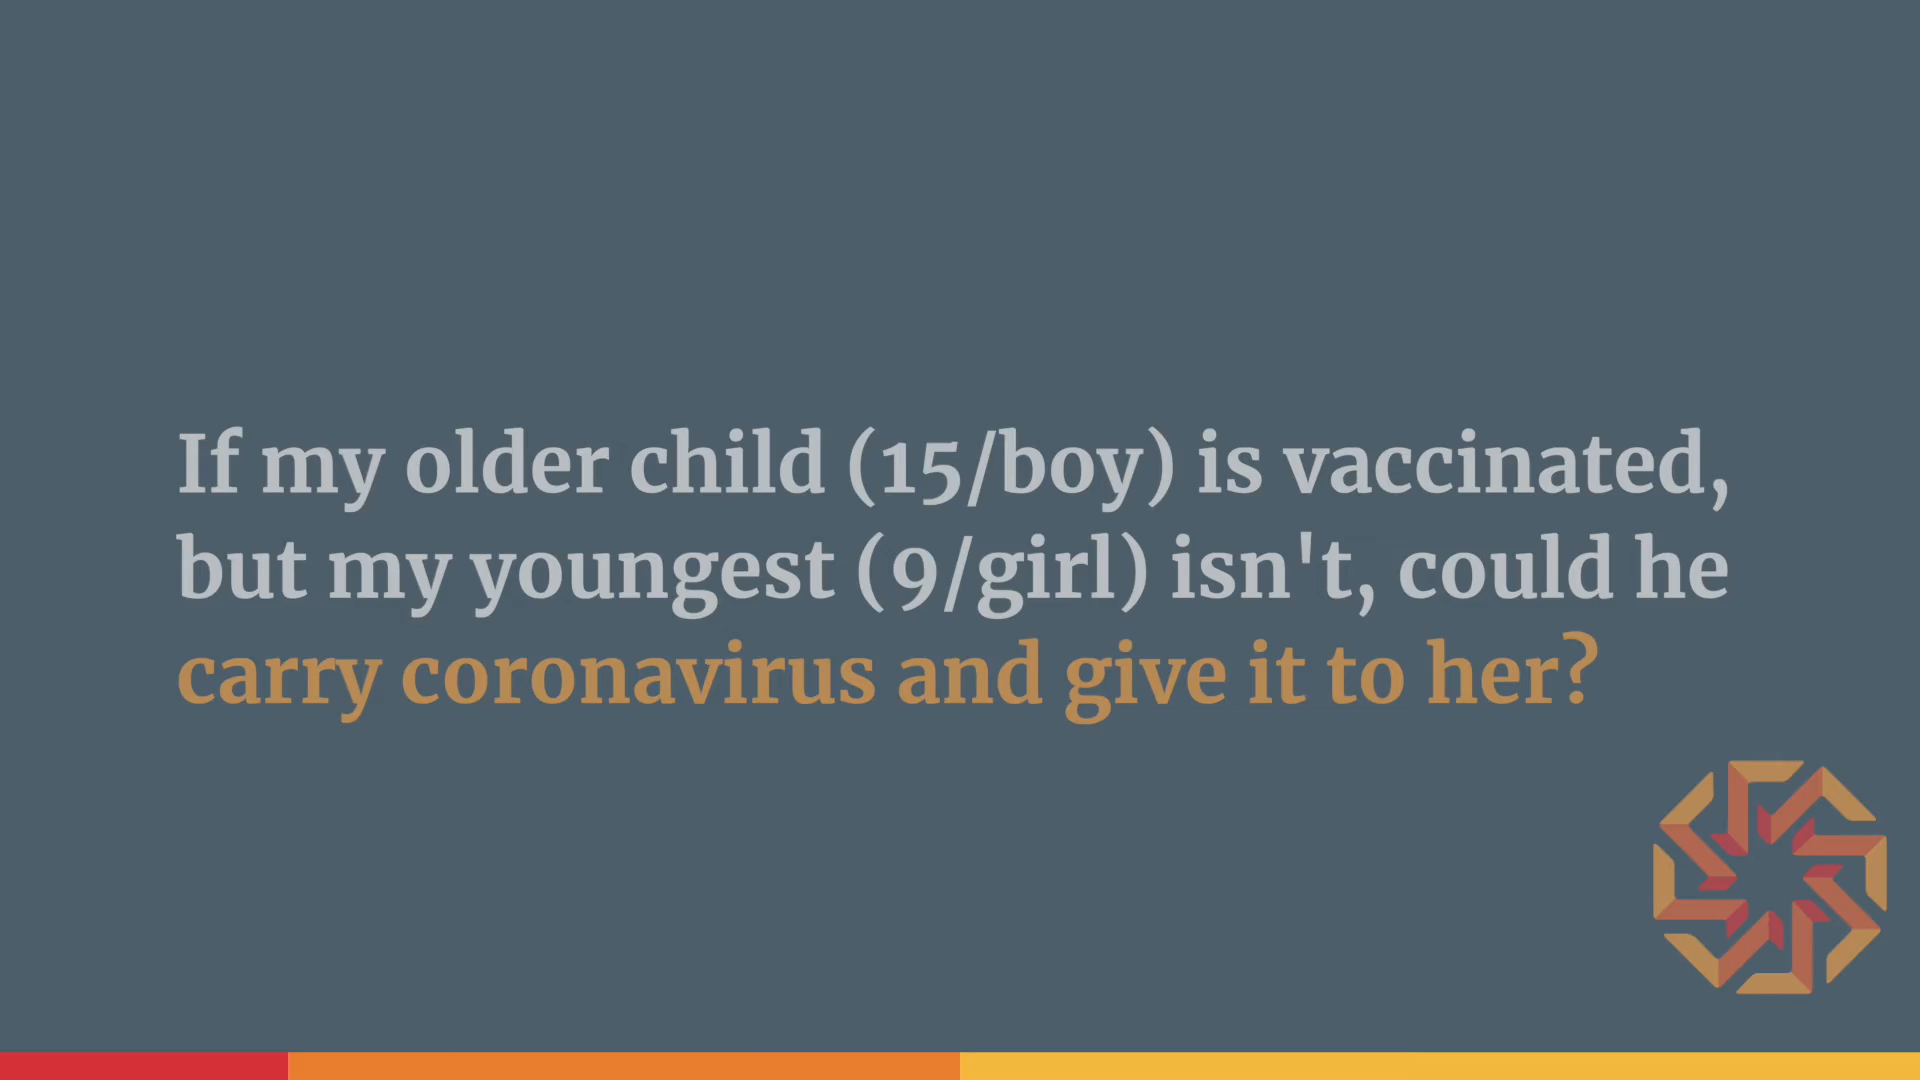 If my older child (15/boy) is vaccinated,
but my youngest (9/girl) isn't, could he
carry coronavirus and give it to her?